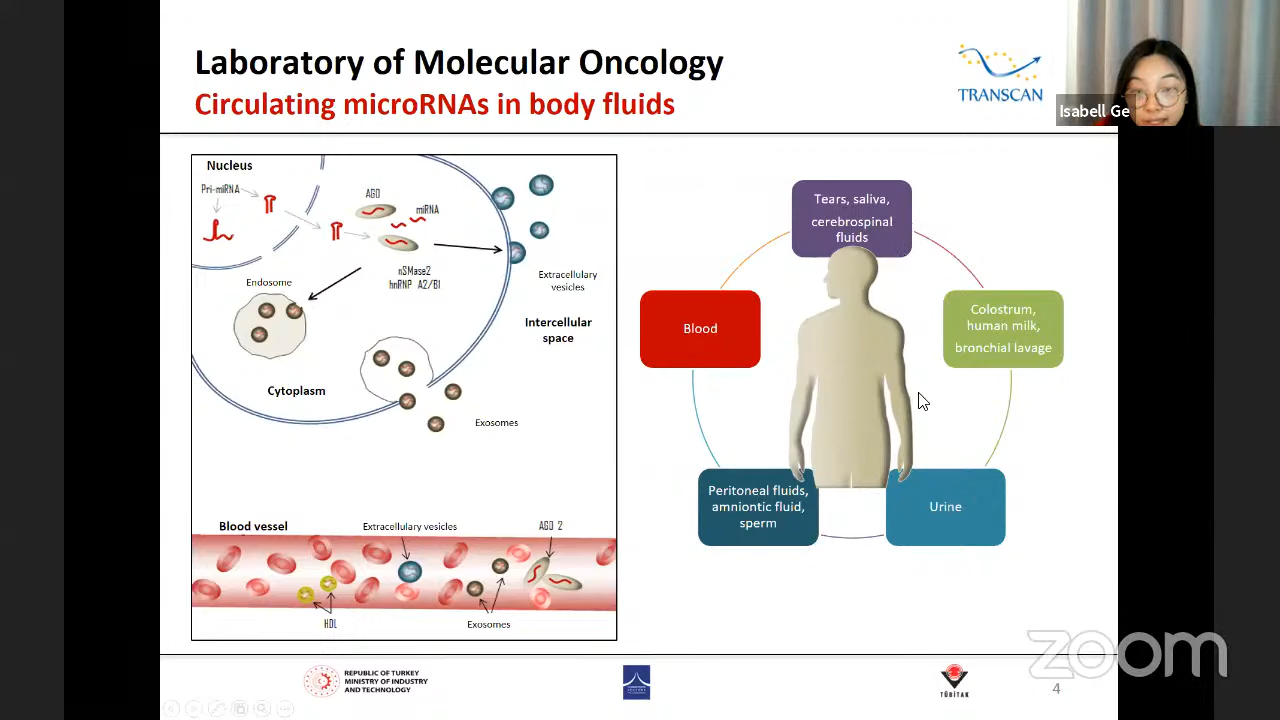 Laboratory of Molecular Oncology
Circulating microRNAs in body fluids
TRANSCAN
Isabell Ge
Nucleus
Pri-miRNA
AGO
miRNA
nSMase2
hnRNP A2/B1
Endosome
Extracellulary
vesicles
Intercellular
space
Cytoplasm
Exosomes
Blood vessel
Extracellulary vesicles
AGO 2
HDL
Exosomes
Tears, saliva,
cerebrospinal
fluids
Blood
Colostrum,
human milk,
bronchial lavage
Peritoneal fluids,
amniontic fluid,
sperm
Urine
REPUBLIC OF TURKEY
MINISTRY OF INDUSTRY
AND TECHNOLOGY
TÜBİTAK
4
zoom